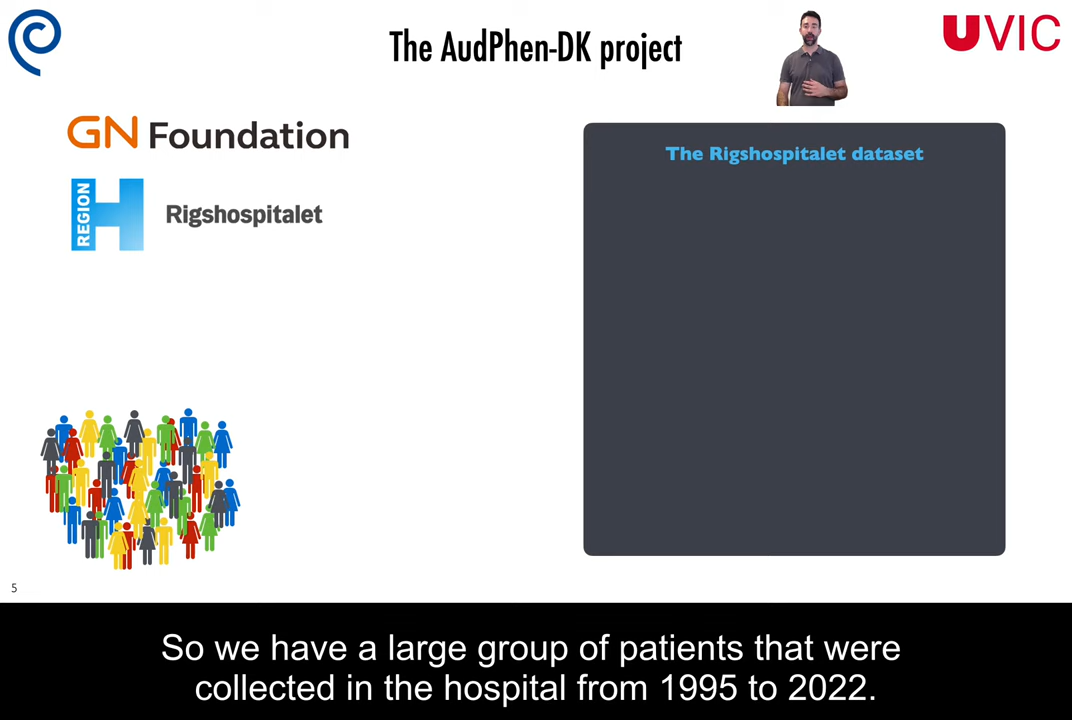 The AudPhen-DK project
UVIC
GN Foundation
REGION H
Rigshospitalet
The Rigshospitalet dataset
5
So we have a large group of patients that were
collected in the hospital from 1995 to 2022.